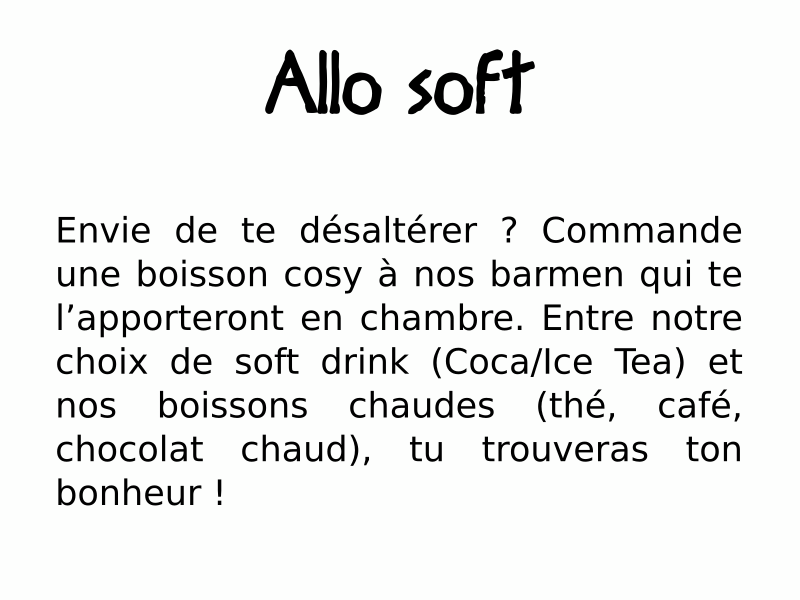 Allo soft
Envie de te désaltérer ? Commande
une boisson cosy à nos barmen qui te
l’apporteront en chambre. Entre notre
choix de soft drink (Coca/Ice Tea) et
nos boissons chaudes (thé, café,
chocolat chaud), tu trouveras ton
bonheur !